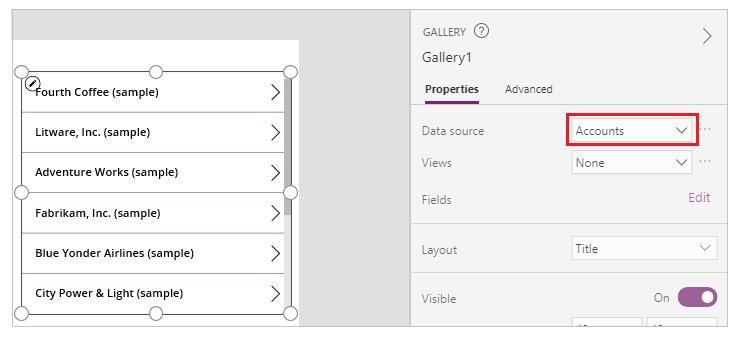 Fourth Coffee (sample)
Litware, Inc. (sample)
Adventure Works (sample)
Fabrikam, Inc. (sample)
Blue Yonder Airlines (sample)
City Power & Light (sample)
GALLERY ?
Gallery1
Properties Advanced
Data source Accounts ...
Views None ...
Fields Edit
Layout Title
Visible On